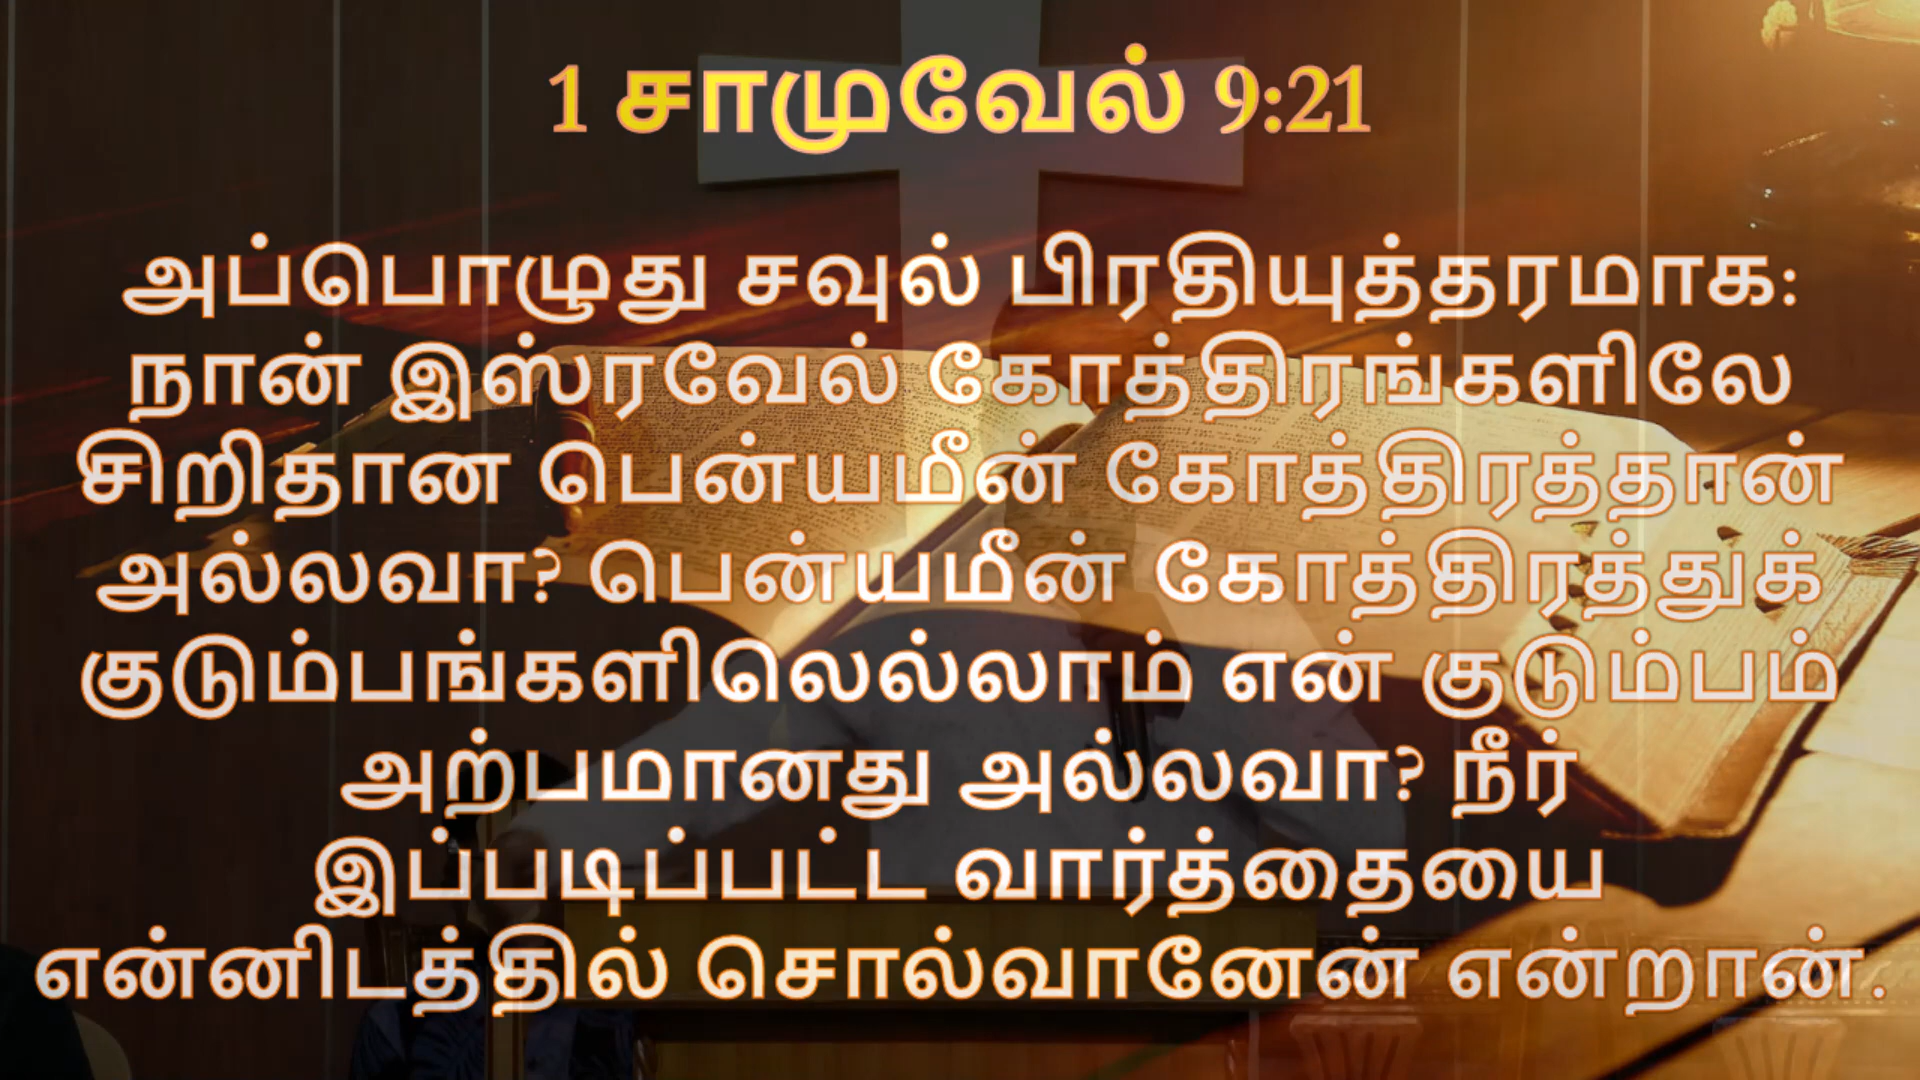 1 சாமுவேல் 9:21
அப்பொழுது சவுல் பிரதியுத்தரமாக:
நான் இஸ்ரவேல் கோத்திரங்களிலே
சிறிதான பென்யமீன் கோத்திரத்தான்
அல்லவா? பென்யமீன் கோத்திரத்துக்
குடும்பங்களிலெல்லாம் என் குடும்பம்
அற்பமானது அல்லவா? நீர்
இப்படிப்பட்ட வார்த்தையை
என்னிடத்தில் சொல்வானேன் என்றான்.